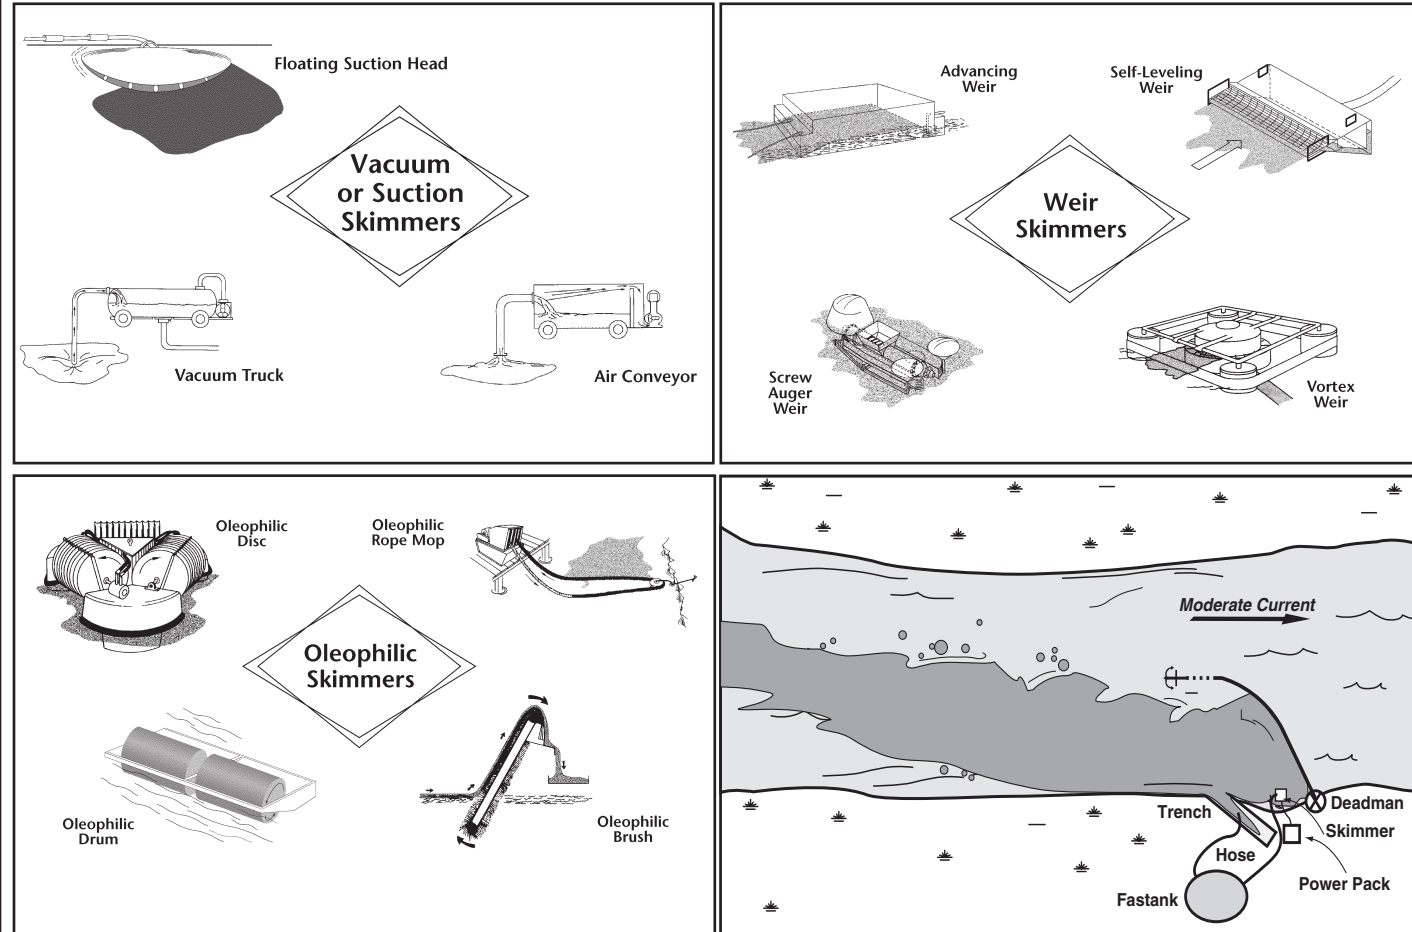 Floating Suction Head
Vacuum
or Suction
Skimmers
Vacuum Truck
Air Conveyor
Advancing
Weir
Self-Leveling
Weir
Weir
Skimmers
Screw
Auger
Weir
Vortex
Weir
Oleophilic
Disc
Oleophilic
Rope Mop
Oleophilic
Skimmers
Oleophilic
Drum
Oleophilic
Brush
Moderate Current
Trench
Deadman
Skimmer
Hose
Power Pack
Fastank